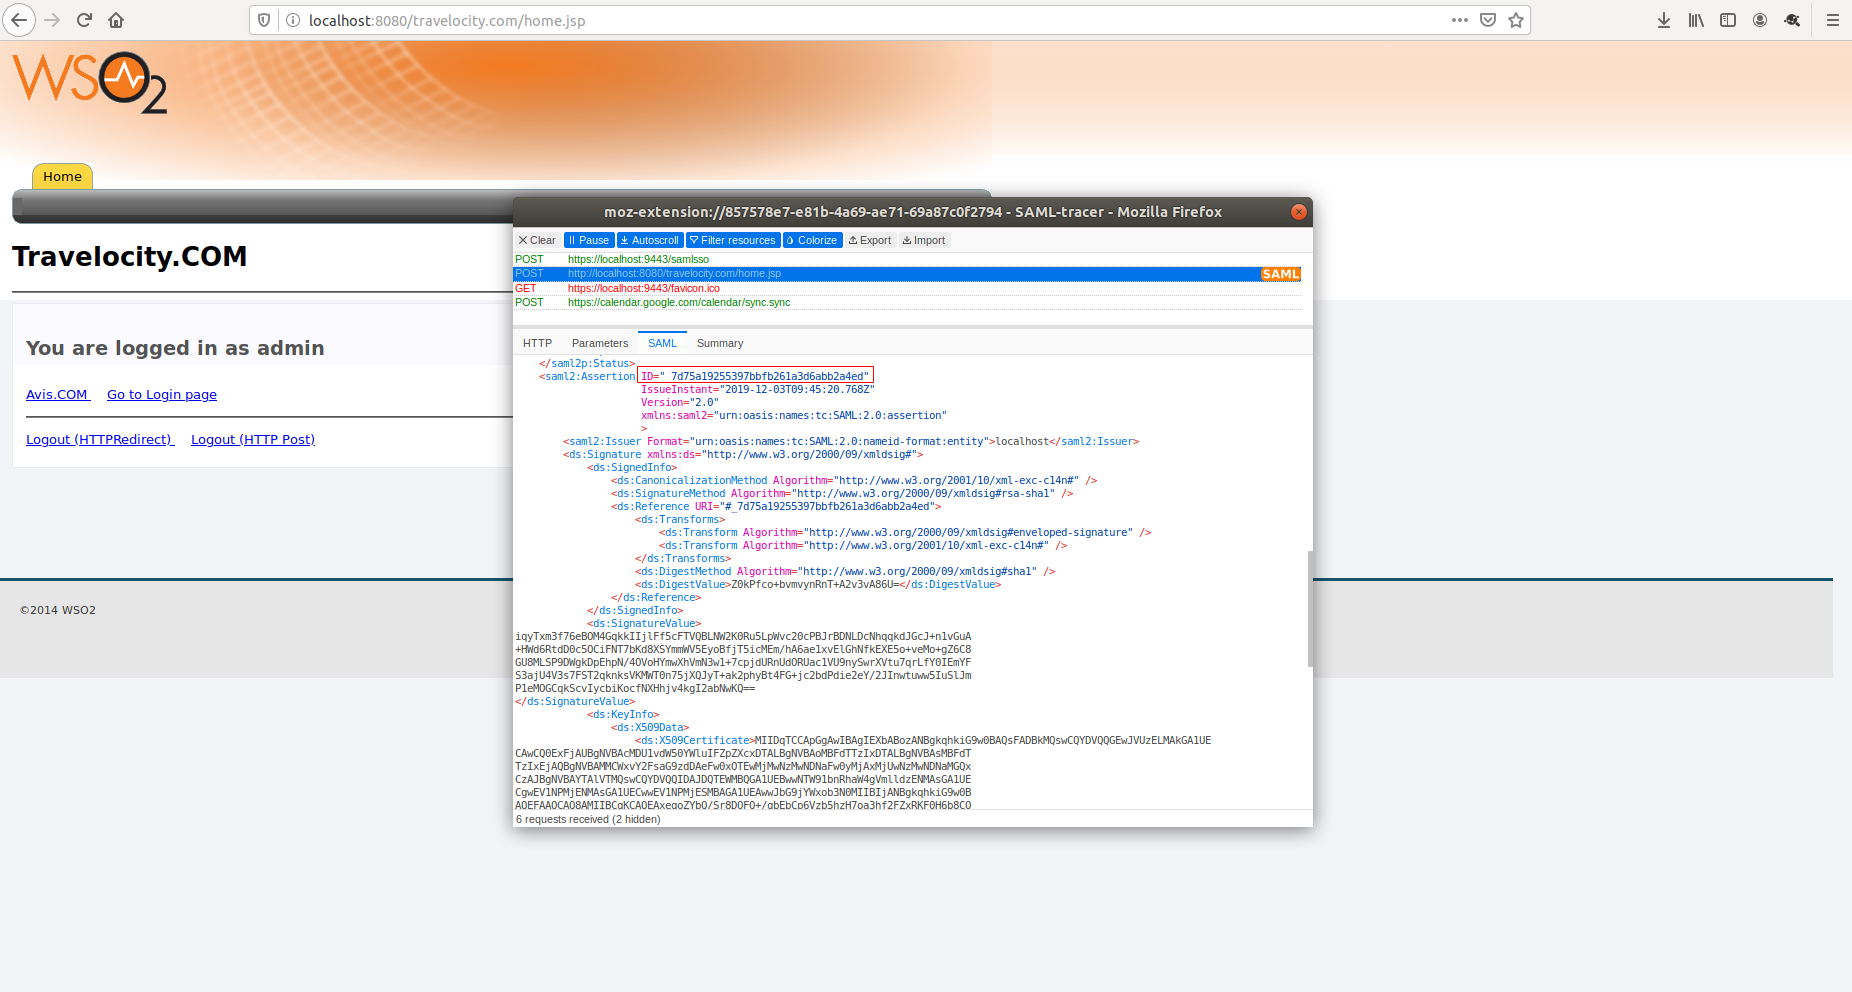 localhost:8080/travelocity.com/home.jsp
WSO2
Home
Travelocity.COM
You are logged in as admin
Avis.COM Go to Login page
Logout (HTTPRedirect) Logout (HTTP Post)
©2014 WSO2
moz-extension://857578e7-e81b-4a69-ae71-69a87c0f2794 - SAML-tracer - Mozilla Firefox
Clear Pause Autoscroll Filter resources Colorize Export Import
POST https://localhost:9443/samlsso
POST http://localhost:8080/travelocity.com/home.jsp SAML
GET https://localhost:9443/favicon.ico
POST https://calendar.google.com/calendar/sync.sync
HTTP Parameters SAML Summary
</saml2p:Status>
<saml2:Assertion ID="_7d75a19255397bbfb261a3d6abb2a4ed"
IssueInstant="2019-12-03T09:45:20.768Z"
Version="2.0"
xmlns:saml2="urn:oasis:names:tc:SAML:2.0:assertion"
>
<saml2:Issuer Format="urn:oasis:names:tc:SAML:2.0:nameid-format:entity">localhost</saml2:Issuer>
<ds:Signature xmlns:ds="http://www.w3.org/2000/09/xmldsig#">
<ds:SignedInfo>
<ds:CanonicalizationMethod Algorithm="http://www.w3.org/2001/10/xml-exc-c14n#" />
<ds:SignatureMethod Algorithm="http://www.w3.org/2000/09/xmldsig#rsa-sha1" />
<ds:Reference URI="#_7d75a19255397bbfb261a3d6abb2a4ed">
<ds:Transforms>
<ds:Transform Algorithm="http://www.w3.org/2000/09/xmldsig#enveloped-signature" />
<ds:Transform Algorithm="http://www.w3.org/2001/10/xml-exc-c14n#" />
</ds:Transforms>
<ds:DigestMethod Algorithm="http://www.w3.org/2000/09/xmldsig#sha1" />
<ds:DigestValue>Z0kPfco+bvmvynRnT+A2v3vA86U=</ds:DigestValue>
</ds:Reference>
</ds:SignedInfo>
<ds:SignatureValue>
iqyTxm3f76eBOM4GqkkIIjlFf5cFTVQBLNW2K0Ru5LpWvc20cPBJrBDNLDcNhqqkdJGcJ+n1vGuA
+HWd6RtdD0c5OCiFNT7bKd8XSYmmWV5EyoBfjT5icMEm/hA6ae1xvElGhNfkEXE5o+veMo+gZ6C8
GU8MLSP9DWgkDpEhpN/4OVoHYmwXhVmN3w1+7cpjdURnUdORUac1VU9nySwrXVtu7qrLfY0IEmYF
S3ajU4V3s7FST2qknksVKMWT0n75jXQJyT+ak2phyBt4FG+jc2bdPdie2eY/2JInwtuww5IuSlJm
P1eMOGCqkScvIycbiKocfNXHhjv4kgI2abNwKQ==
</ds:SignatureValue>
<ds:KeyInfo>
<ds:X509Data>
<ds:X509Certificate>MIIDqTCCApGgAwIBAgIEXbABozANBgkqhkiG9w0BAQsFADBkMQswCQYDVQQGEwJVUzELMAkGA1UE
CAwCQ0ExFjAUBgNVBAcMDU1vdW50YWluIFZpZXcxDTALBgNVBAoMBFdTTzIxDTALBgNVBAsMBFdT
TzIxEjAQBgNVBAMMCWxvY2FsaG9zdDAeFw0xOTEwMjMwNzMwNDNaFw0yMjAxMjUwNzMwNDNaMGQx
CzAJBgNVBAYTAlVTMQswCQYDVQQIDAJDQTEWMBQGA1UEBwwNTW91bnRhaW4gVmlldzENMAsGA1UE
CgwEV1NPMjENMAsGA1UECwwEV1NPMjESMBAGA1UEAwwJbG9jYWxob3N0MIIBIjANBgkqhkiG9w0B
6 requests received (2 hidden)